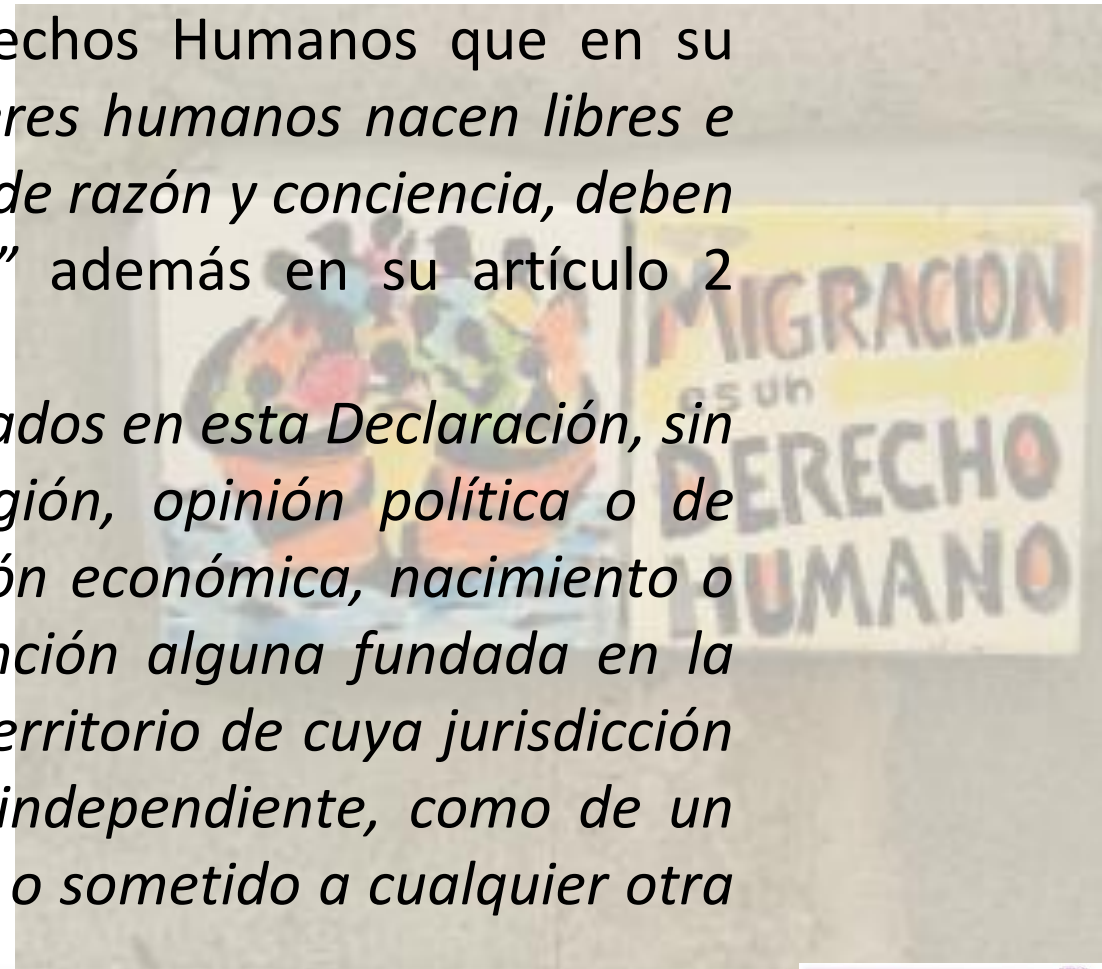 echos Humanos que en su
eres humanos nacen libres e
de razón y conciencia, deben
” además en su artículo 2
ados en esta Declaración, sin
gión, opinión política o de
ón económica, nacimiento o
nción alguna fundada en la
erritorio de cuya jurisdicción
independiente, como de un
o sometido a cualquier otra
MIGRACION
es un
DERECHO
HUMANO